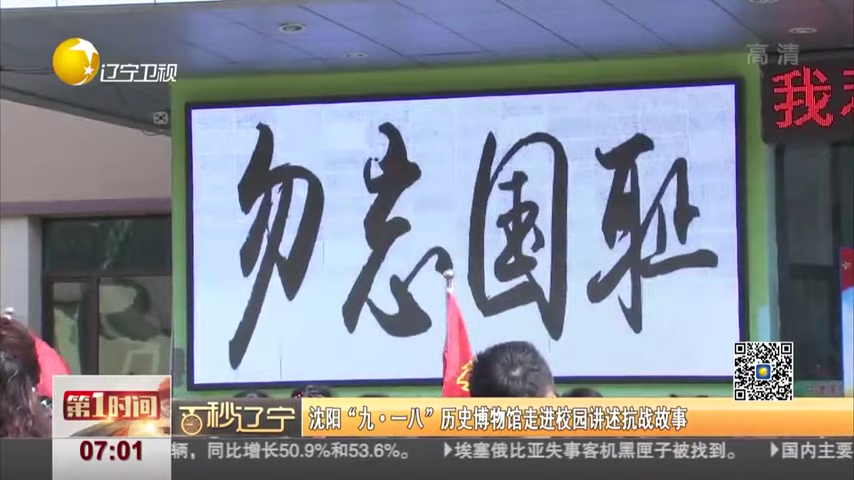 辽宁卫视
高清
我
勿忘国耻
第1时间
07:01
百秒辽宁
沈阳“九·一八”历史博物馆走进校园讲述抗战故事
辆，同比增长50.9%和53.6%。 ▶埃塞俄比亚失事客机黑匣子被找到。 ▶国内主要